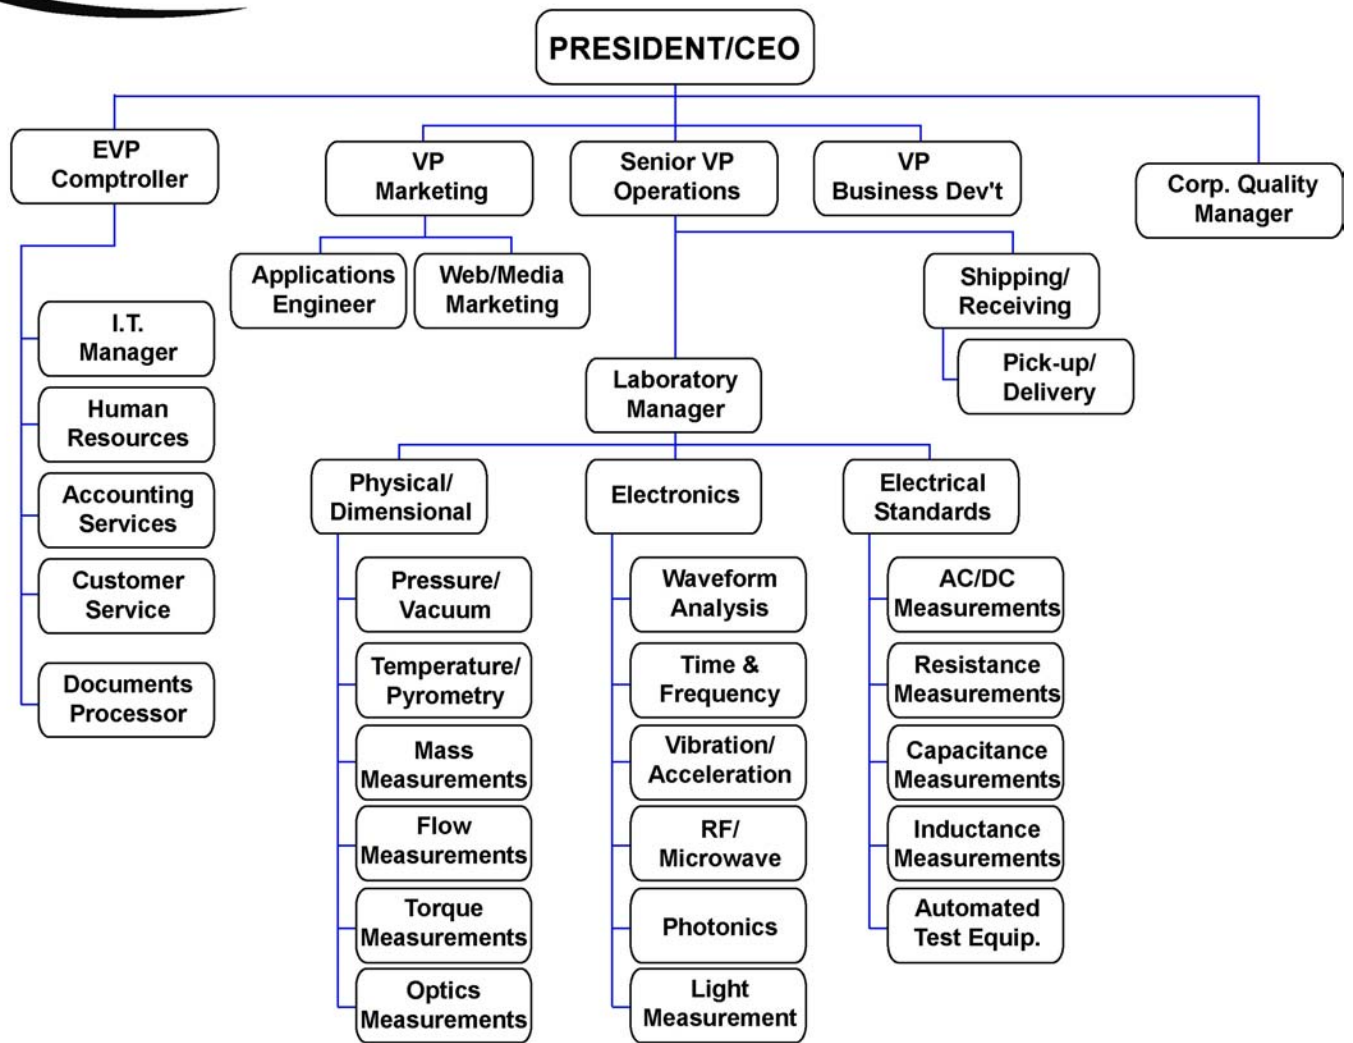 PRESIDENT/CEO
EVP
Comptroller
VP
Marketing
Senior VP
Operations
VP
Business Dev't
Corp. Quality
Manager
Applications
Engineer
Web/Media
Marketing
Shipping/
Receiving
Pick-up/
Delivery
I.T.
Manager
Human
Resources
Accounting
Services
Customer
Service
Documents
Processor
Laboratory
Manager
Physical/
Dimensional
Electronics
Electrical
Standards
Pressure/
Vacuum
Temperature/
Pyrometry
Mass
Measurements
Flow
Measurements
Torque
Measurements
Optics
Measurements
Waveform
Analysis
Time &
Frequency
Vibration/
Acceleration
RF/
Microwave
Photonics
Light
Measurement
AC/DC
Measurements
Resistance
Measurements
Capacitance
Measurements
Inductance
Measurements
Automated
Test Equip.